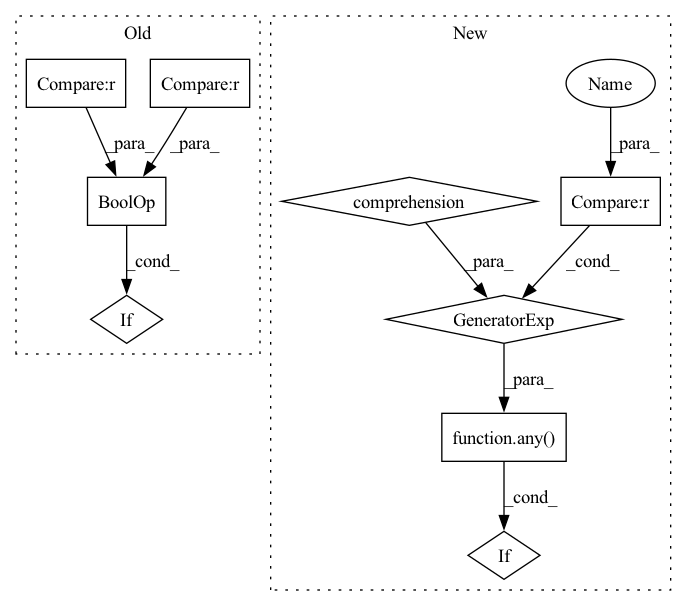 Old
New
Compare:r
Compare:r
Name
_para_
_para_
_para_
BoolOp
comprehension
Compare:r
_cond_
_para_
_cond_
If
GeneratorExp
_para_
function.any()
_cond_
If